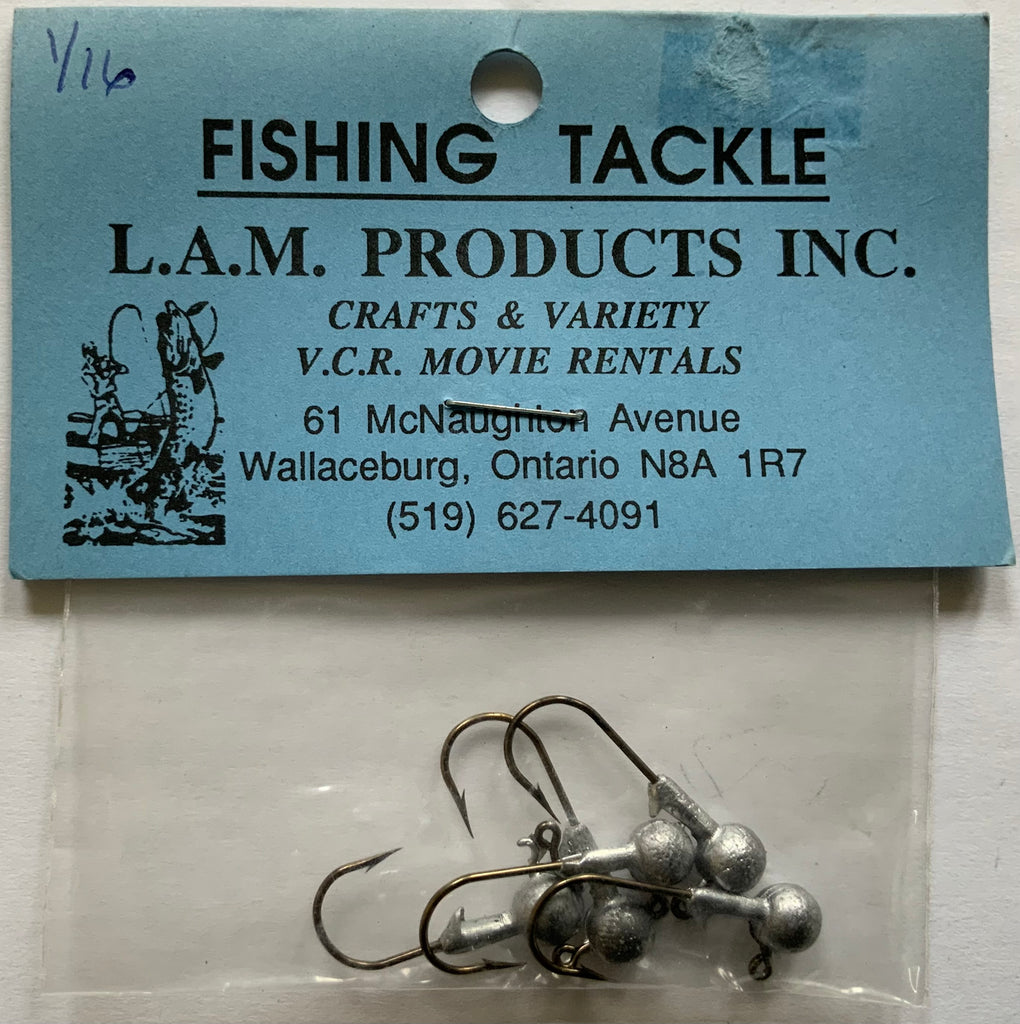 1/16
FISHING TACKLE
L.A.M. PRODUCTS INC.
CRAFTS & VARIETY
V.C.R. MOVIE RENTALS
61 McNaughton Avenue
Wallaceburg, Ontario N8A 1R7
(519) 627-4091